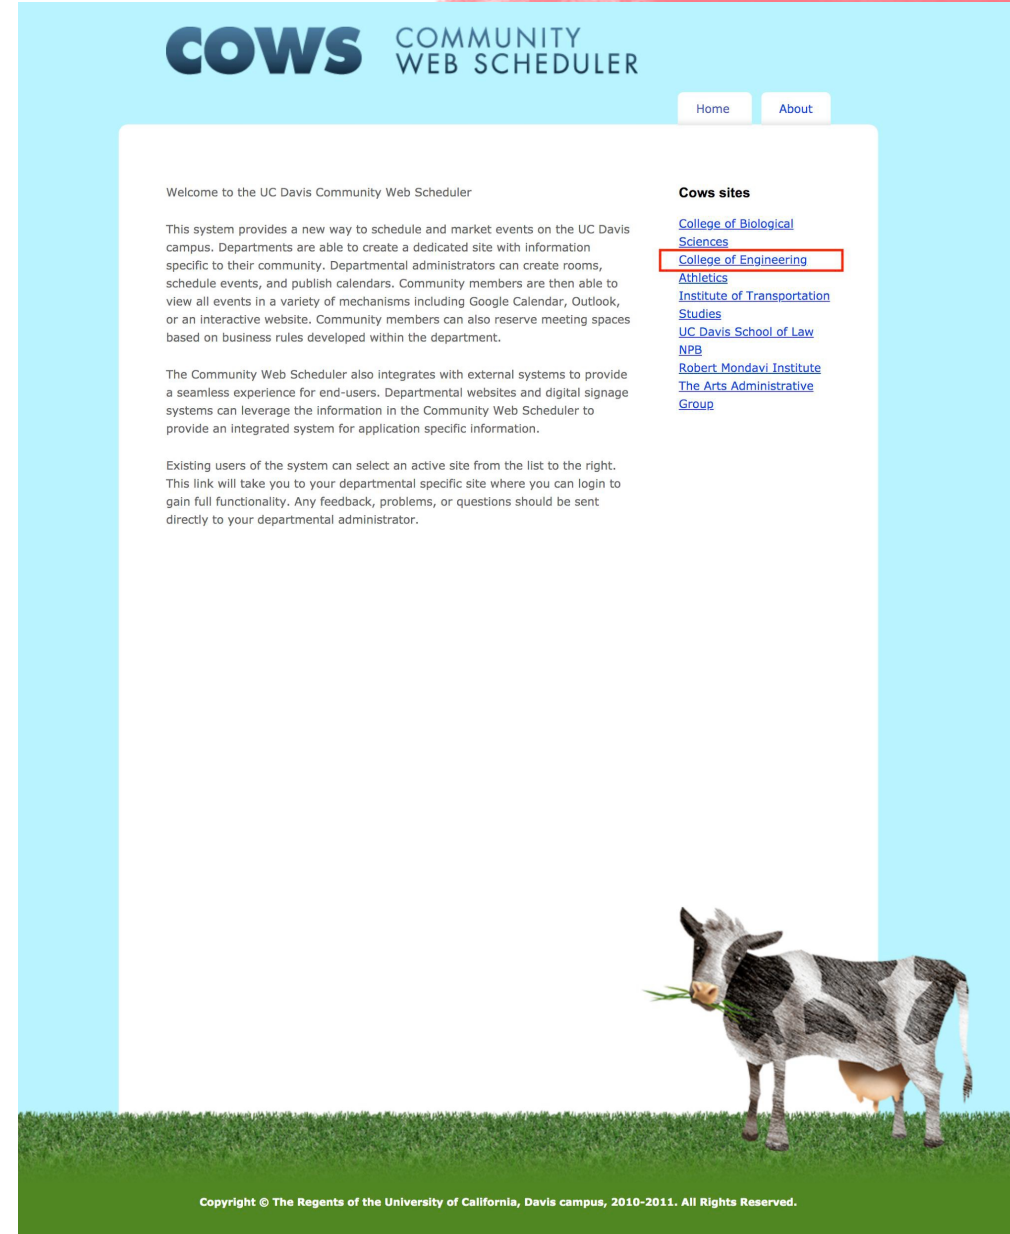 COWS COMMUNITY
WEB SCHEDULER
Home About
Welcome to the UC Davis Community Web Scheduler
This system provides a new way to schedule and market events on the UC Davis
campus. Departments are able to create a dedicated site with information
specific to their community. Departmental administrators can create rooms,
schedule events, and publish calendars. Community members are then able to
view all events in a variety of mechanisms including Google Calendar, Outlook,
or an interactive website. Community members can also reserve meeting spaces
based on business rules developed within the department.
The Community Web Scheduler also integrates with external systems to provide
a seamless experience for end-users. Departmental websites and digital signage
systems can leverage the information in the Community Web Scheduler to
provide an integrated system for application specific information.
Existing users of the system can select an active site from the list to the right.
This link will take you to your departmental specific site where you can login to
gain full functionality. Any feedback, problems, or questions should be sent
directly to your departmental administrator.
Cows sites
College of Biological
Sciences
College of Engineering
Athletics
Institute of Transportation
Studies
UC Davis School of Law
NPB
Robert Mondavi Institute
The Arts Administrative
Group
Copyright © The Regents of the University of California, Davis campus, 2010-2011. All Rights Reserved.